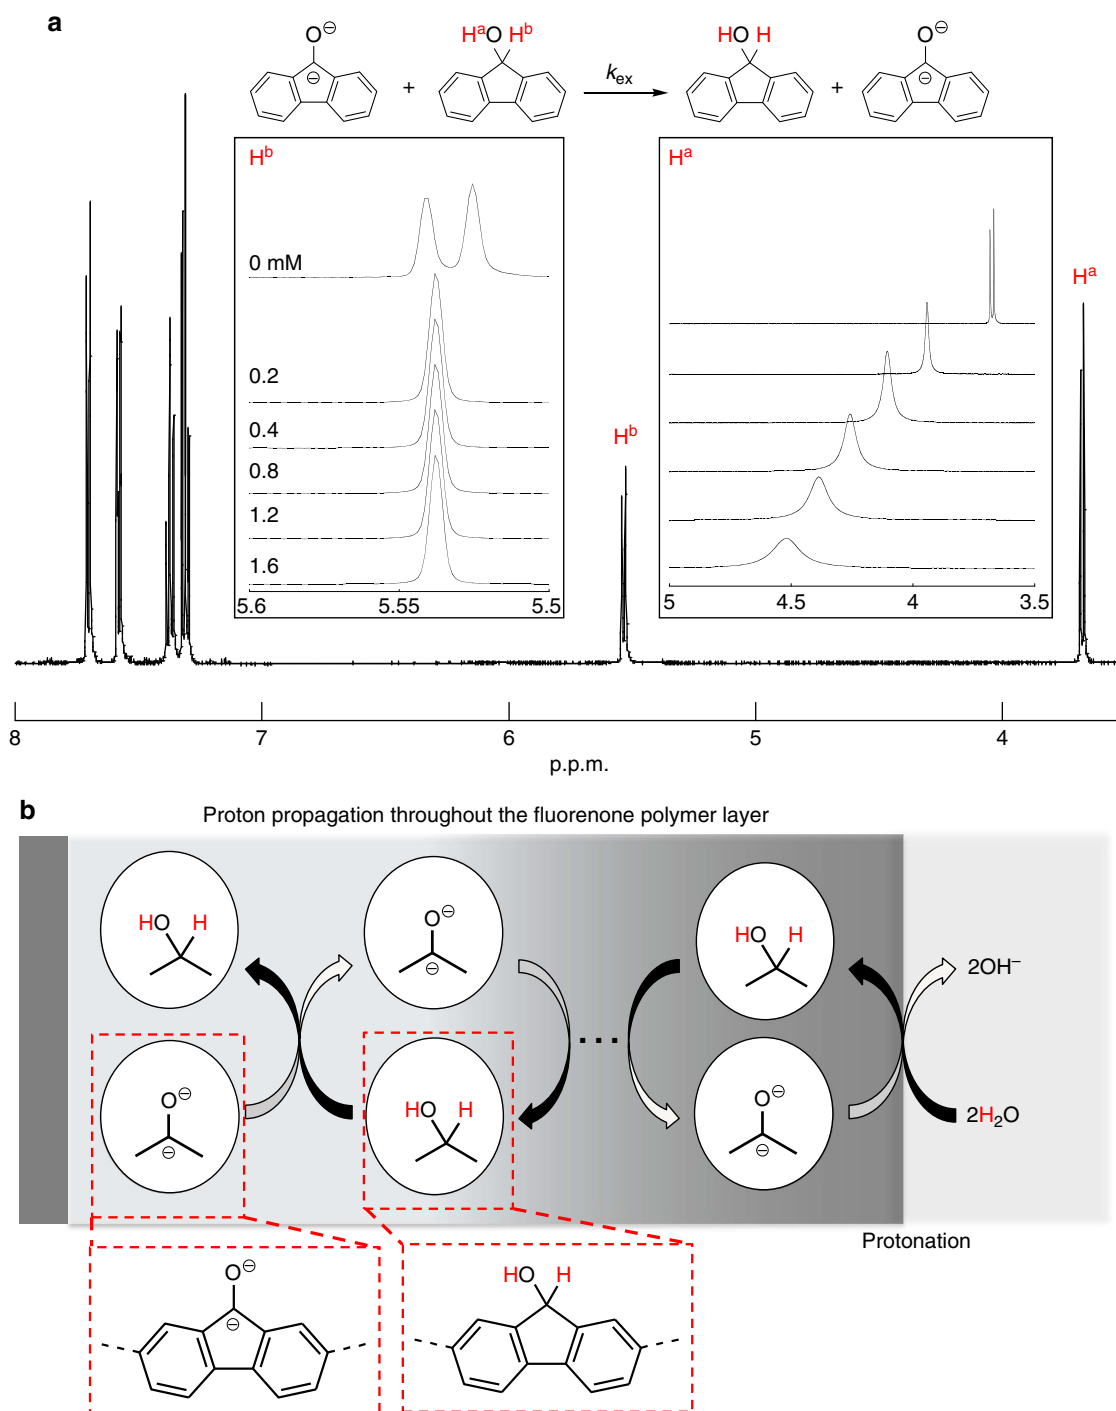 a
O⊖
HᵃO Hᵇ
HO H
O⊖
⊖
+
kₑₓ
+
⊖
Hᵇ
0 mM
0.2
0.4
0.8
1.2
1.6
5.6 5.55 5.5
Hᵃ
5 4.5 4 3.5
Hᵇ
Hᵃ
8 7 6 5 4
p.p.m.
b
Proton propagation throughout the fluorenone polymer layer
HO H
O⊖
⊖
HO H
2OH⁻
...
O⊖
⊖
HO H
O⊖
⊖
2H₂O
Protonation
O⊖
⊖
HO H